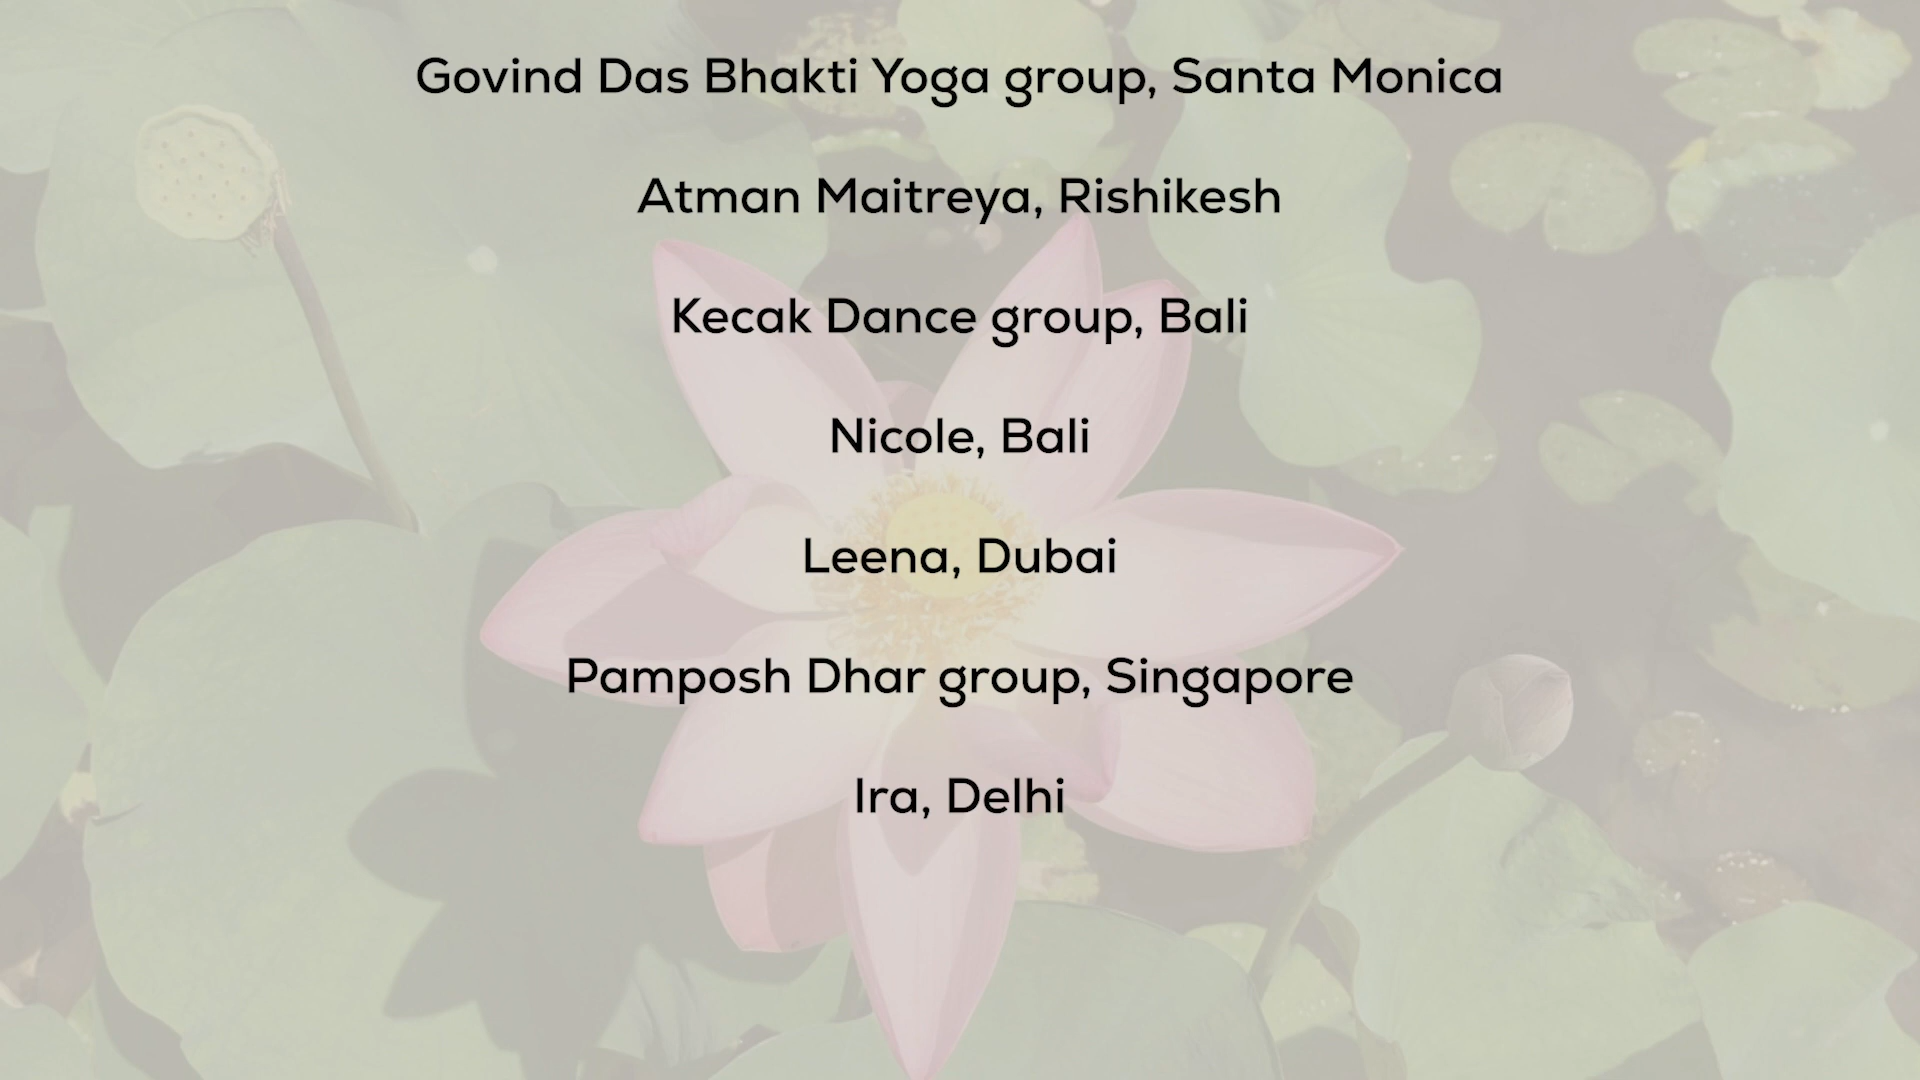 Govind Das Bhakti Yoga group, Santa Monica
Atman Maitreya, Rishikesh
Kecak Dance group, Bali
Nicole, Bali
Leena, Dubai
Pamposh Dhar group, Singapore
Ira, Delhi